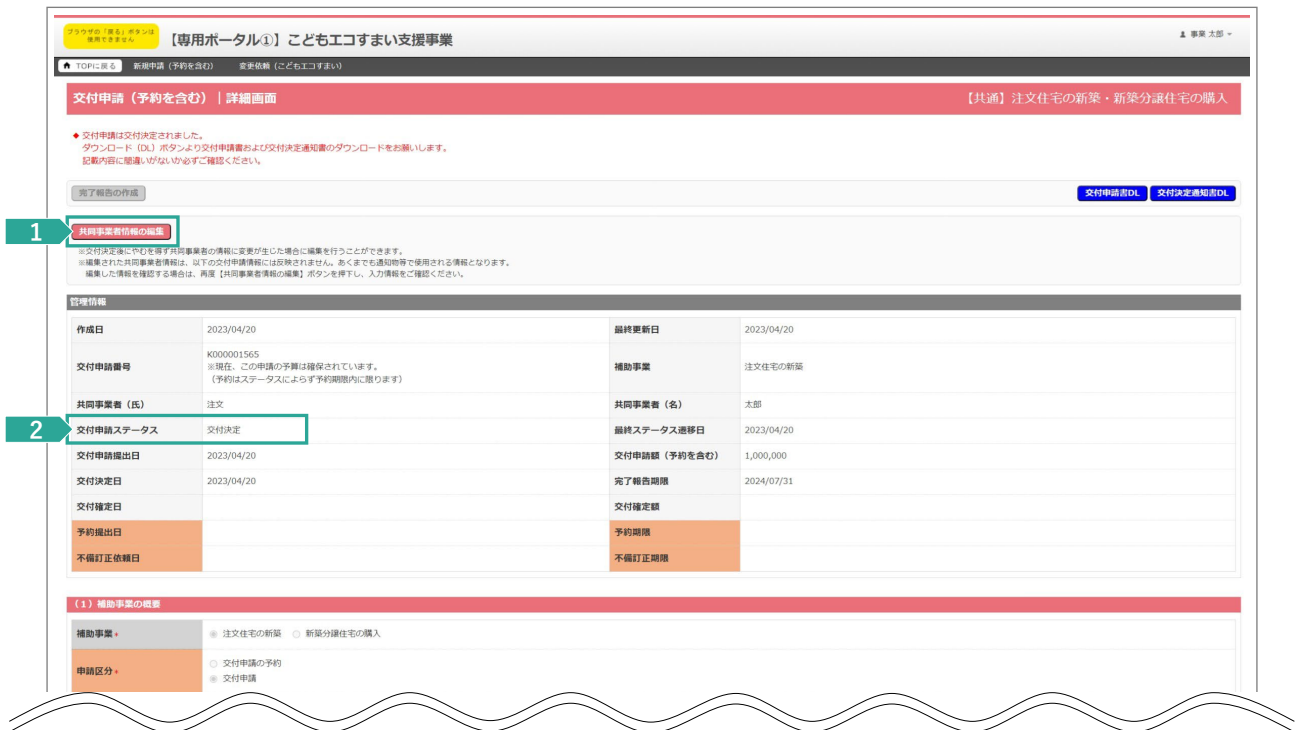 ブラウザの「戻る」ボタンは
使用できません
【専用ポータル①】こどもエコすまい支援事業
事業 太郎
TOPに戻る 新規申請（予約を含む） 変更依頼（こどもエコすまい）
交付申請（予約を含む）｜詳細画面 【共通】注文住宅の新築・新築分譲住宅の購入
◆ 交付申請は交付決定されました。
ダウンロード（DL）ボタンより交付申請書および交付決定通知書のダウンロードをお願いします。
記載内容に間違いがないか必ずご確認ください。
完了報告の作成 交付申請書DL 交付決定通知書DL
1 共同事業者情報の編集
※交付決定後にやむを得ず共同事業者の情報に変更が生じた場合に編集を行うことができます。
※編集された共同事業者情報は、以下の交付申請情報には反映されません。あくまでも通知物等で使用される情報となります。
編集した情報を確認する場合は、再度【共同事業者情報の編集】ボタンを押下し、入力情報をご確認ください。
管理情報
作成日 2023/04/20 最終更新日 2023/04/20
交付申請番号 K000001565 補助事業 注文住宅の新築
※現在、この申請の予算は確保されています。
（予約はステータスによらず予約期限内に限ります）
共同事業者（氏） 注文 共同事業者（名） 太郎
2 交付申請ステータス 交付決定 最終ステータス遷移日 2023/04/20
交付申請提出日 2023/04/20 交付申請額（予約を含む） 1,000,000
交付決定日 2023/04/20 完了報告期限 2024/07/31
交付確定日 交付確定額
予約提出日 予約期限
不備訂正依頼日 不備訂正期限
（1）補助事業の概要
補助事業* 注文住宅の新築 新築分譲住宅の購入
申請区分* 交付申請の予約
交付申請